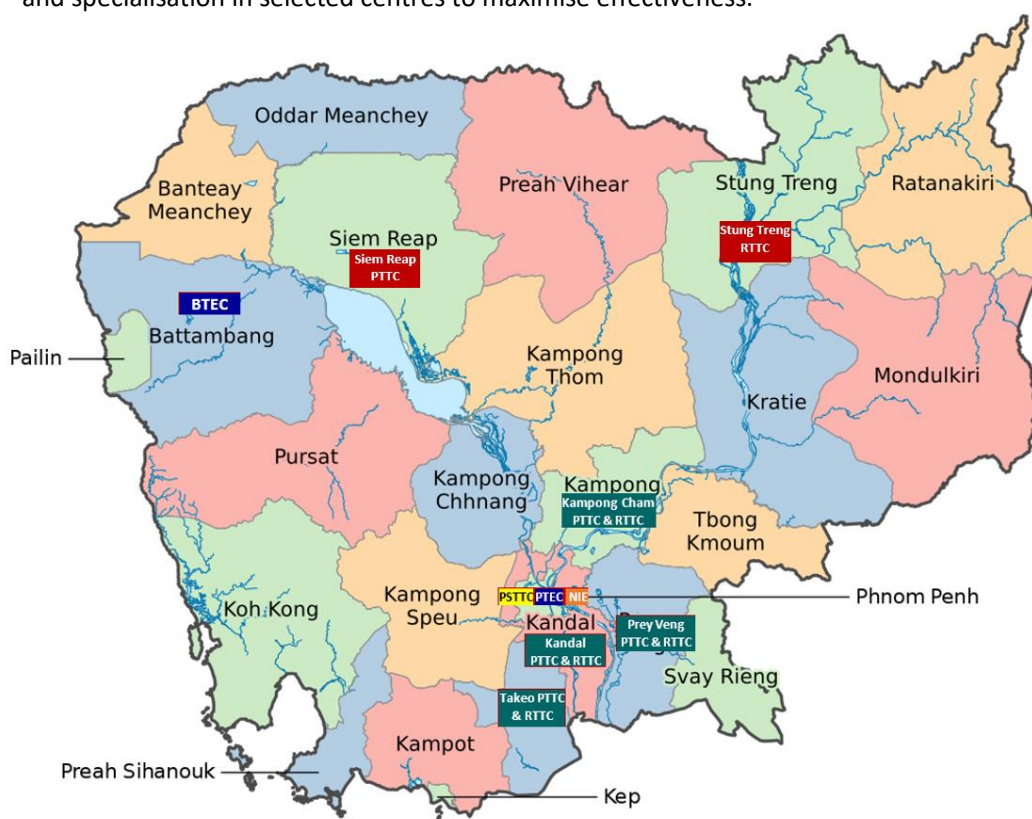 and specialisation in selected centres to maximise effectiveness.
Oddar Meanchey
Banteay
Meanchey
Preah Vihear
Stung Treng
Ratanakiri
Siem Reap
Siem Reap
PTTC
Stung Treng
RTTC
BTEC
Battambang
Pailin
Kampong
Thom
Kratie
Mondulkiri
Pursat
Kampong
Chhnang
Kampong
Kampong Cham
PTTC & RTTC
Tbong
Kmoum
Koh Kong
Kampong
Speu
PSTTC
PTEC
NIE
Phnom Penh
Kandal
Kandal
PTTC & RTTC
Prey Veng
PTTC & RTTC
Svay Rieng
Takeo PTTC
& RTTC
Kampot
Preah Sihanouk
Kep